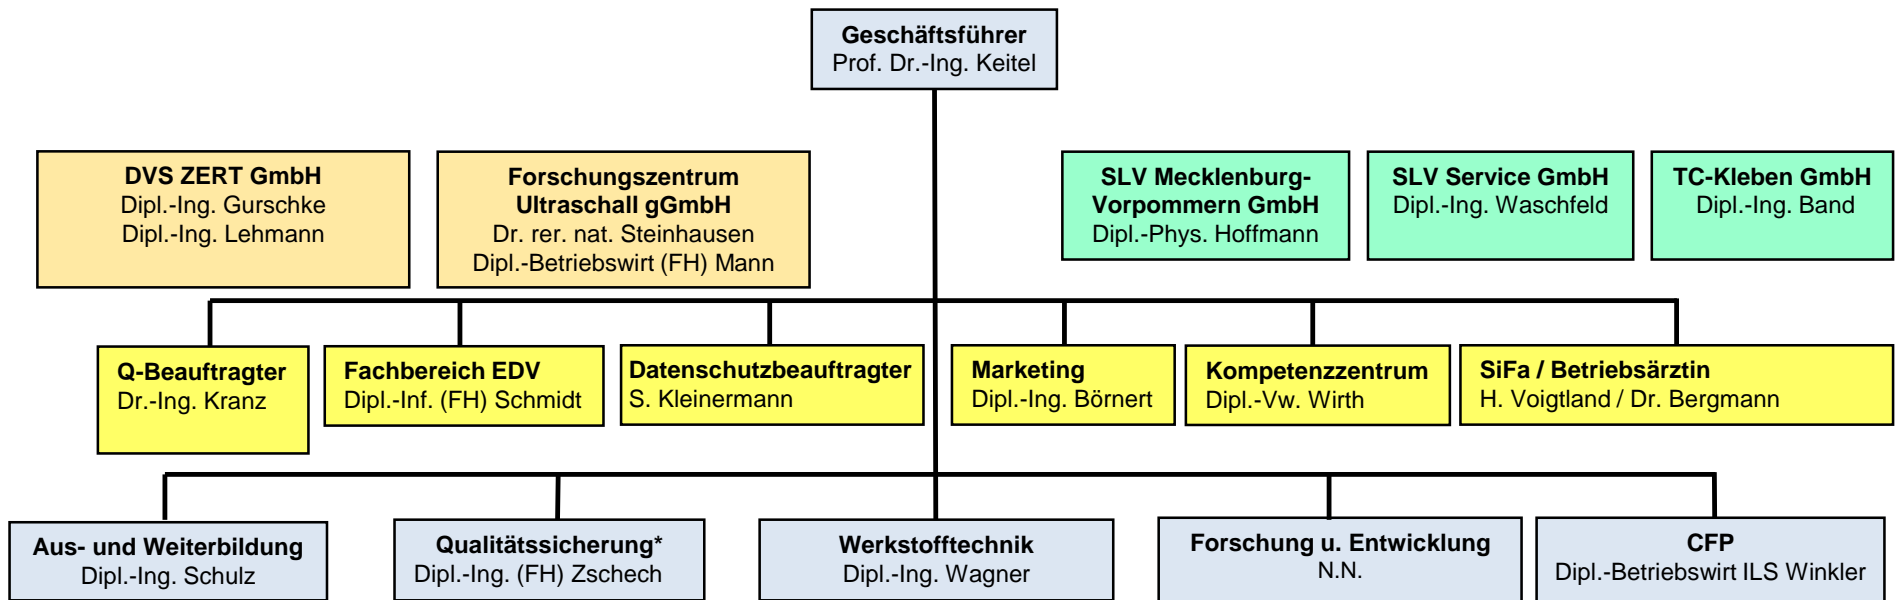 Geschäftsführer
Prof. Dr.-Ing. Keitel
DVS ZERT GmbH
Dipl.-Ing. Gurschke
Dipl.-Ing. Lehmann
Forschungszentrum
Ultraschall gGmbH
Dr. rer. nat. Steinhausen
Dipl.-Betriebswirt (FH) Mann
SLV Mecklenburg-
Vorpommern GmbH
Dipl.-Phys. Hoffmann
SLV Service GmbH
Dipl.-Ing. Waschfeld
TC-Kleben GmbH
Dipl.-Ing. Band
Q-Beauftragter
Dr.-Ing. Kranz
Fachbereich EDV
Dipl.-Inf. (FH) Schmidt
Datenschutzbeauftragter
S. Kleinermann
Marketing
Dipl.-Ing. Börnert
Kompetenzzentrum
Dipl.-Vw. Wirth
SiFa / Betriebsärztin
H. Voigtland / Dr. Bergmann
Aus- und Weiterbildung
Dipl.-Ing. Schulz
Qualitätssicherung*
Dipl.-Ing. (FH) Zschech
Werkstofftechnik
Dipl.-Ing. Wagner
Forschung u. Entwicklung
N.N.
CFP
Dipl.-Betriebswirt ILS Winkler